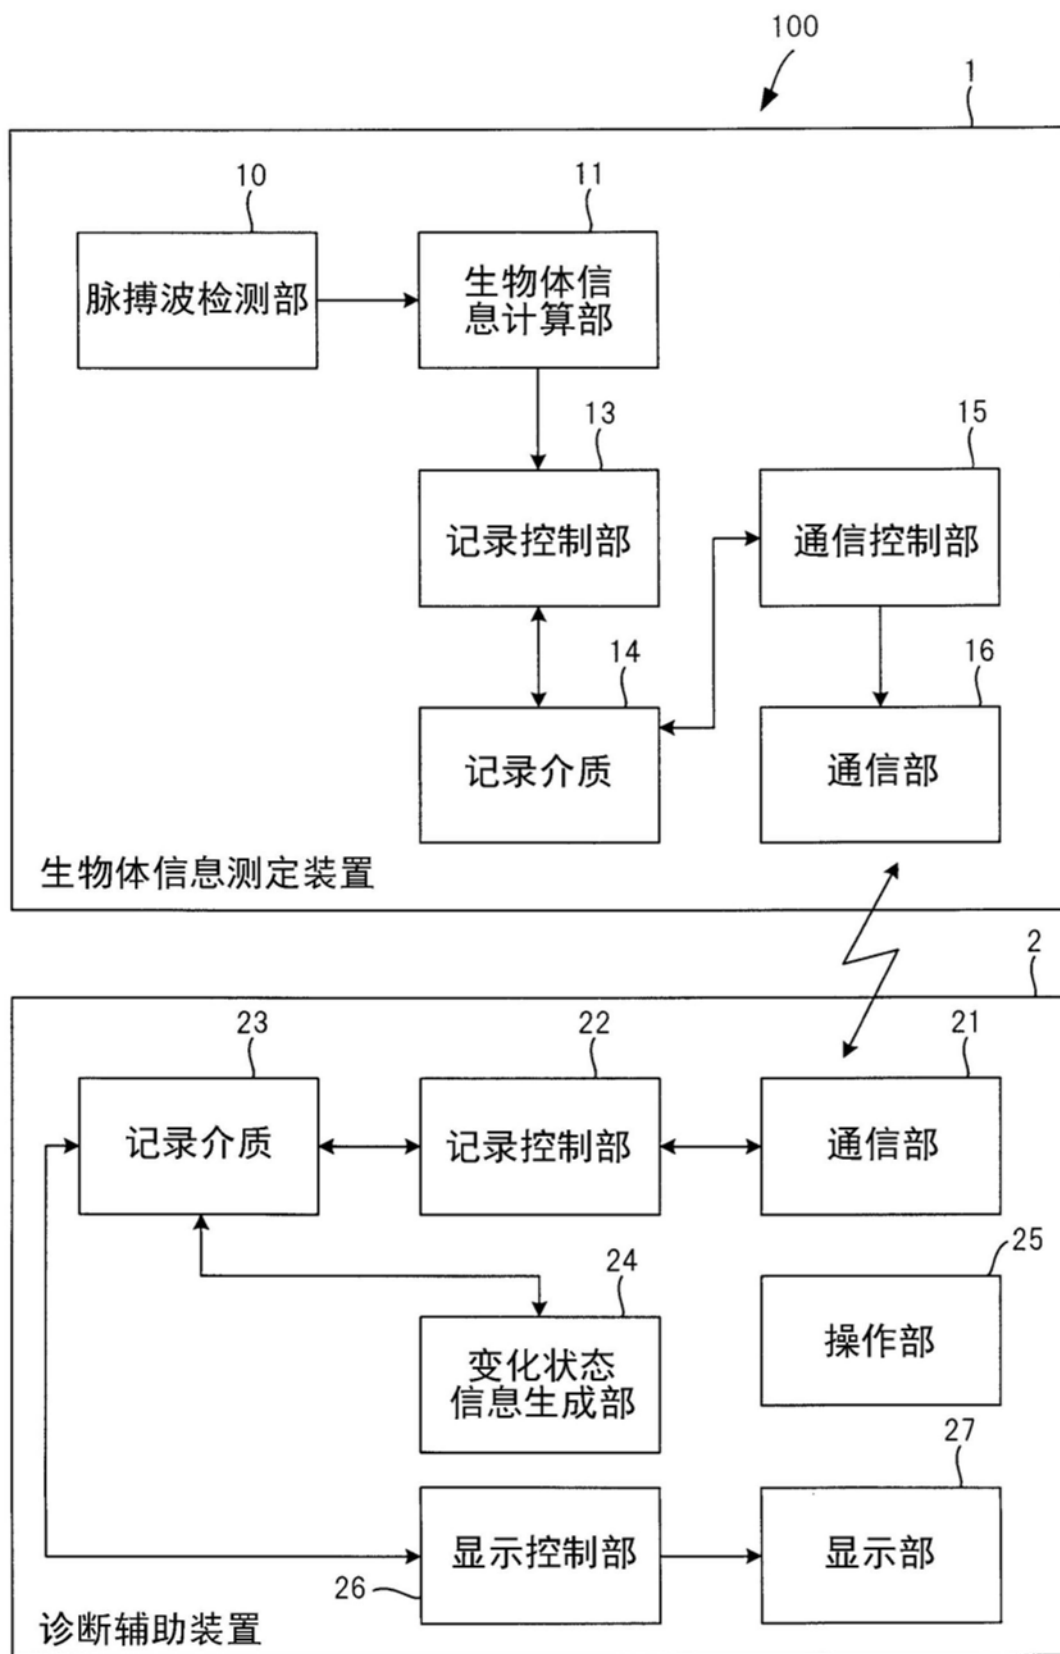 100
1
10
11
脉搏波检测部
生物体信
息计算部
13
15
记录控制部
通信控制部
14
16
记录介质
通信部
生物体信息测定装置
2
23
22
21
记录介质
记录控制部
通信部
24
25
变化状态
信息生成部
操作部
27
显示控制部
显示部
26
诊断辅助装置